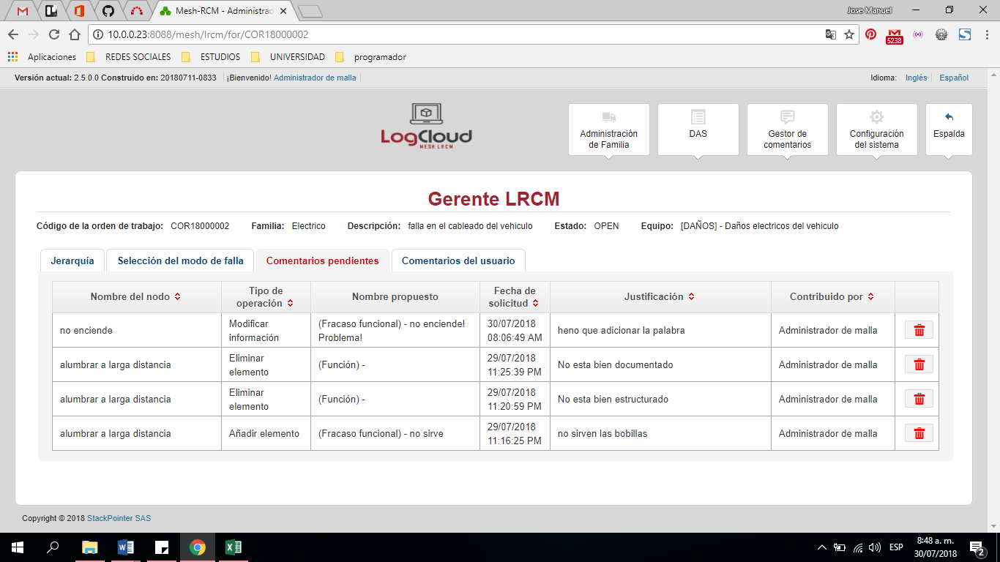 Mesh-RCM - Administrad
Jose Manuel
10.0.0.23:8088/mesh/lrcm/for/COR18000002
5238
Aplicaciones REDES SOCIALES ESTUDIOS UNIVERSIDAD programador
Versión actual: 2.5.0.0 Construido en: 20180711-0833 ¡Bienvenido! Administrador de malla Idioma: Inglés Español
LogCloud
MESH LRCM
Administración
de Familia
DAS
Gestor de
comentarios
Configuración
del sistema
Espalda
Gerente LRCM
Código de la orden de trabajo: COR18000002 Familia: Electrico Descripción: falla en el cableado del vehiculo Estado: OPEN Equipo: [DAÑOS] - Daños electricos del vehiculo
Jerarquía Selección del modo de falla Comentarios pendientes Comentarios del usuario
Nombre del nodo
Tipo de
operación
Nombre propuesto
Fecha de
solicitud
Justificación
Contribuido por
no enciende
Modificar
información
(Fracaso funcional) - no enciende!
Problema!
30/07/2018
08:06:49 AM
heno que adicionar la palabra
Administrador de malla
alumbrar a larga distancia
Eliminar
elemento
(Función) -
29/07/2018
11:25:39 PM
No esta bien documentado
Administrador de malla
alumbrar a larga distancia
Eliminar
elemento
(Función) -
29/07/2018
11:20:59 PM
No esta bien estructurado
Administrador de malla
alumbrar a larga distancia
Añadir elemento
(Fracaso funcional) - no sirve
29/07/2018
11:16:25 PM
no sirven las bobillas
Administrador de malla
Copyright © 2018 StackPointer SAS
ESP
8:48 a. m.
30/07/2018
2